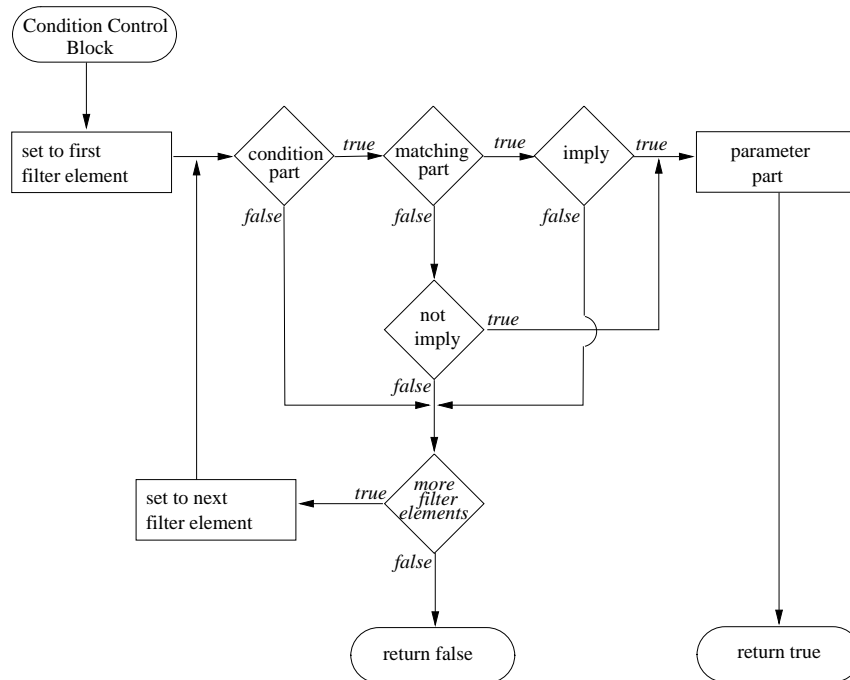 Condition Control
Block
set to first
filter element
condition
part
true
matching
part
true
imply
true
parameter
part
false
false
false
not
imply
true
false
set to next
filter element
true
more
filter
elements
false
return false
return true